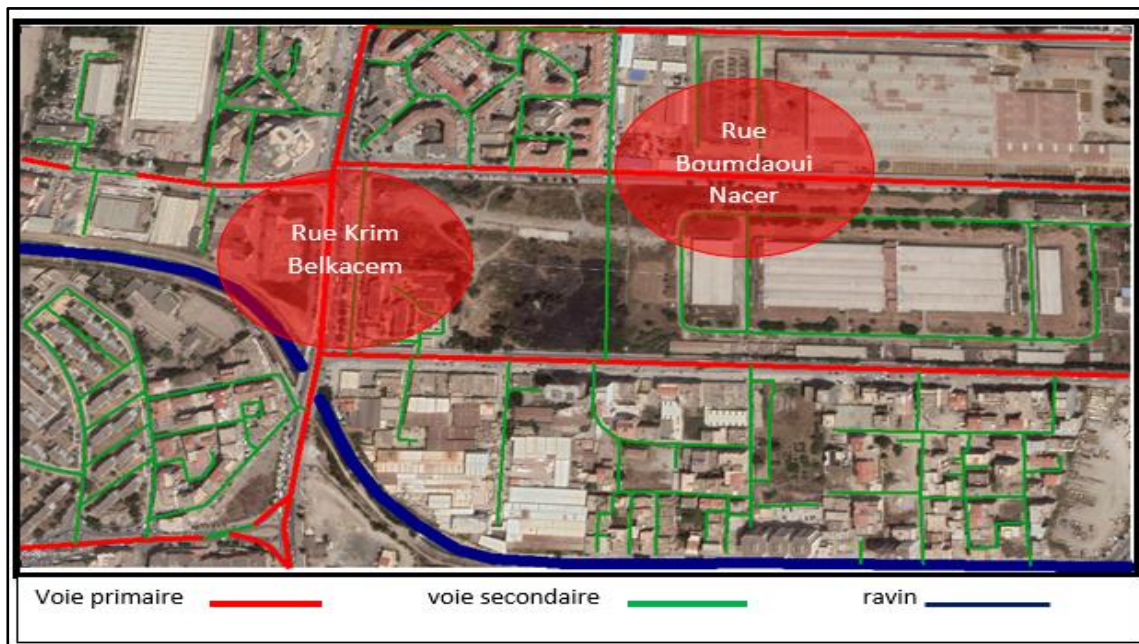 Rue
Boumdaoui
Nacer
Rue Krim
Belkacem
Voie primaire voie secondaire ravin